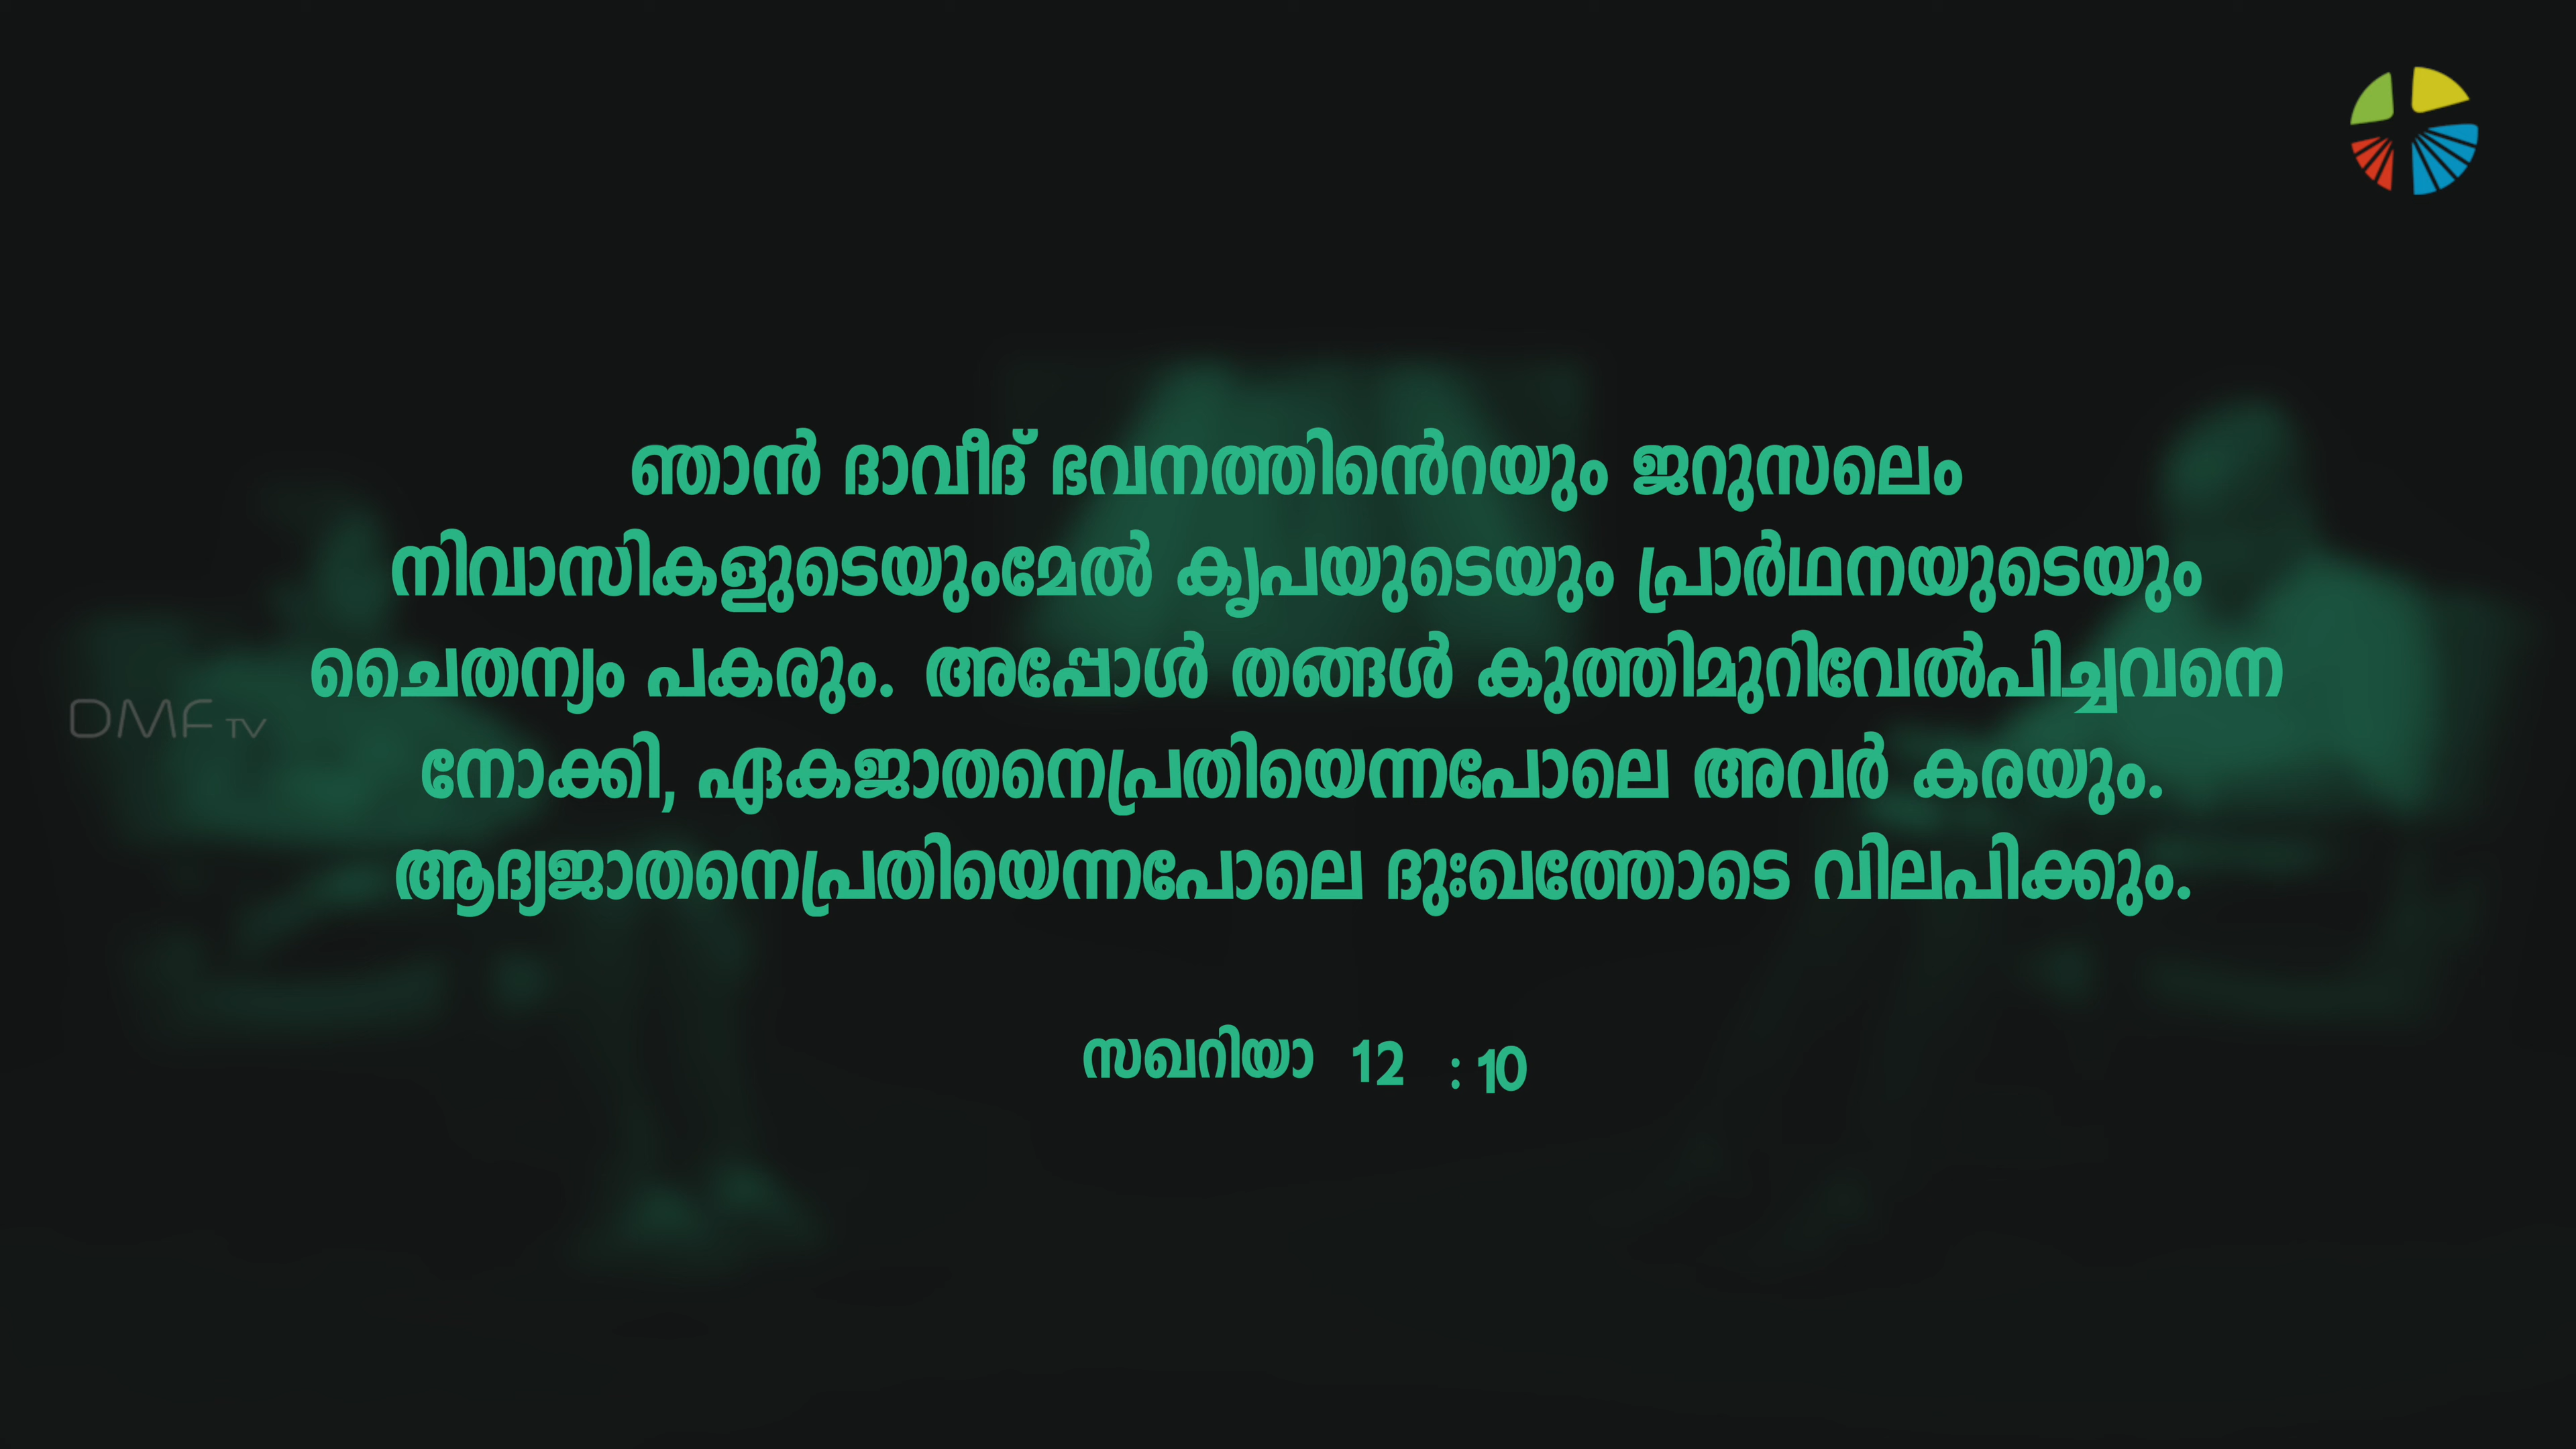 ഞാൻ ദാവീദ് ഭവനത്തിൻെറയും ജറുസലെം
നിവാസികളുടെയുംമേൽ കൃപയുടെയും പ്രാർഥനയുടെയും
ചൈതന്യം പകരും. അപ്പോൾ തങ്ങൾ കുത്തിമുറിവേൽപിച്ചവനെ
നോക്കി, ഏകജാതനെപ്രതിയെന്നപോലെ അവർ കരയും.
ആദ്യജാതനെപ്രതിയെന്നപോലെ ദുഃഖത്തോടെ വിലപിക്കും.
സഖറിയാ 12 : 10
DMF TV